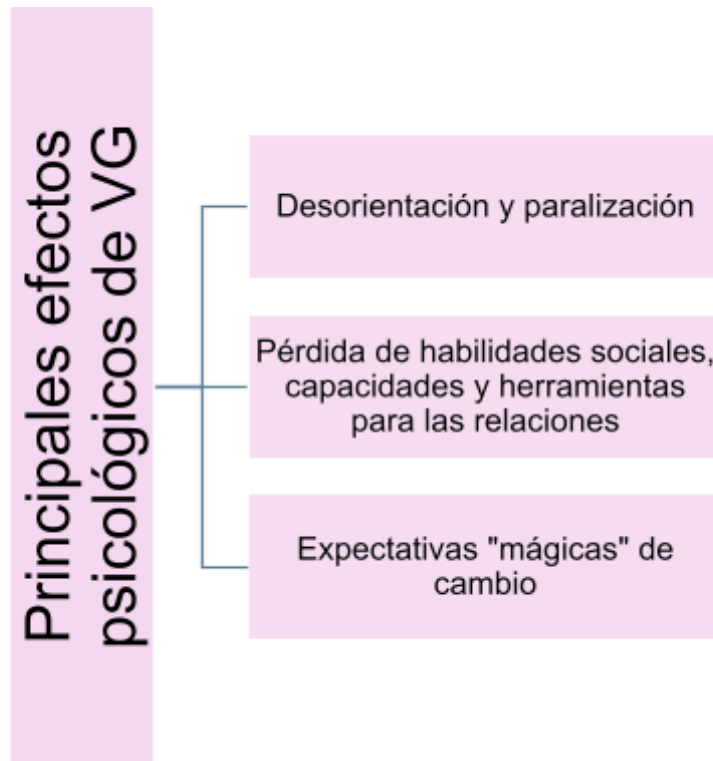 Principales efectos
psicológicos de VG
Desorientación y paralización
Pérdida de habilidades sociales,
capacidades y herramientas
para las relaciones
Expectativas "mágicas" de
cambio